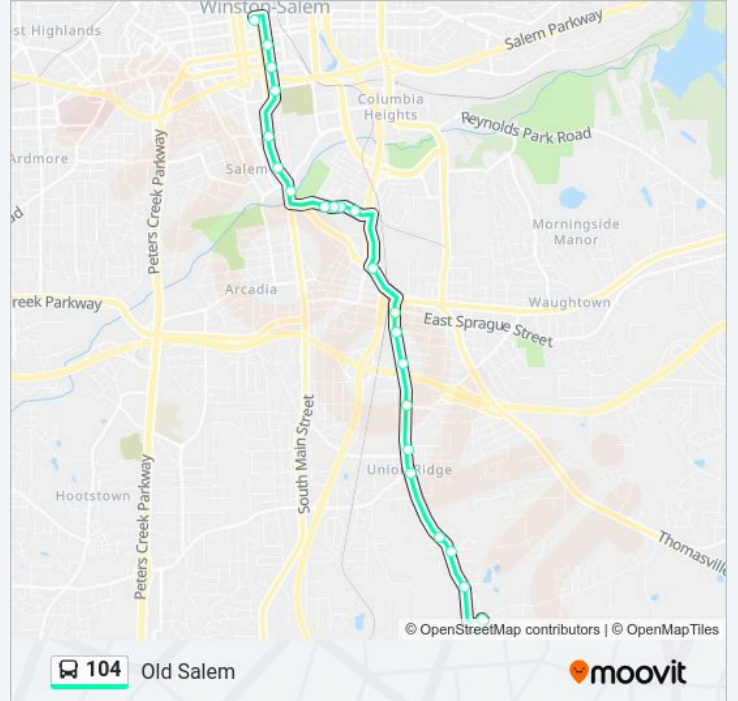 Winston-Salem
st Highlands
Salem Parkway
Columbia
Heights
Reynolds Park Road
Ardmore
Salem
Peters Creek Parkway
Morningside
Manor
Arcadia
reek Parkway
Waughtown
East Sprague Street
South Main Street
Union Ridge
Hootstown
Peters Creek Parkway
Thomasville
© OpenStreetMap contributors | © OpenMapTiles
104 Old Salem
moovit